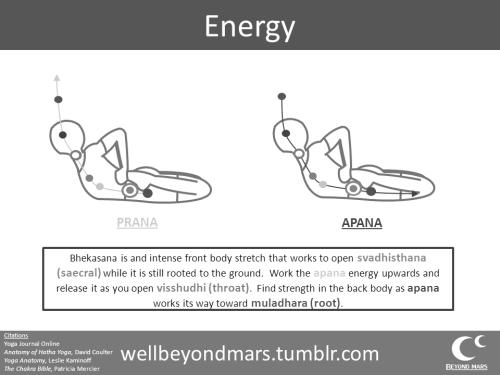 Energy
PRANA
APANA
Bhekasana is and intense front body stretch that works to open svadhisthana
(saecral) while it is still rooted to the ground. Work the apana energy upwards and
release it as you open visshudhi (throat). Find strength in the back body as apana
works its way toward muladhara (root).
Citations
Yoga Journal Online
Anatomy of Hatha Yoga, David Coulter
Yoga Anatomy, Leslie Kaminoff
The Chakra Bible, Patricia Mercier
wellbeyondmars.tumblr.com
BEYOND MARS